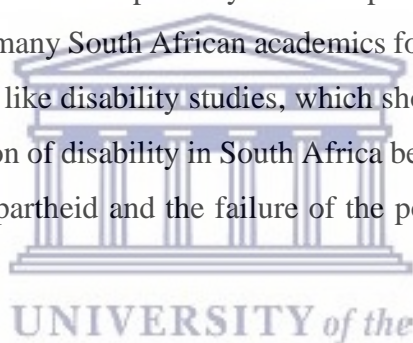 many South African academics fo
like disability studies, which sho
on of disability in South Africa be
partheid and the failure of the p
UNIVERSITY of the